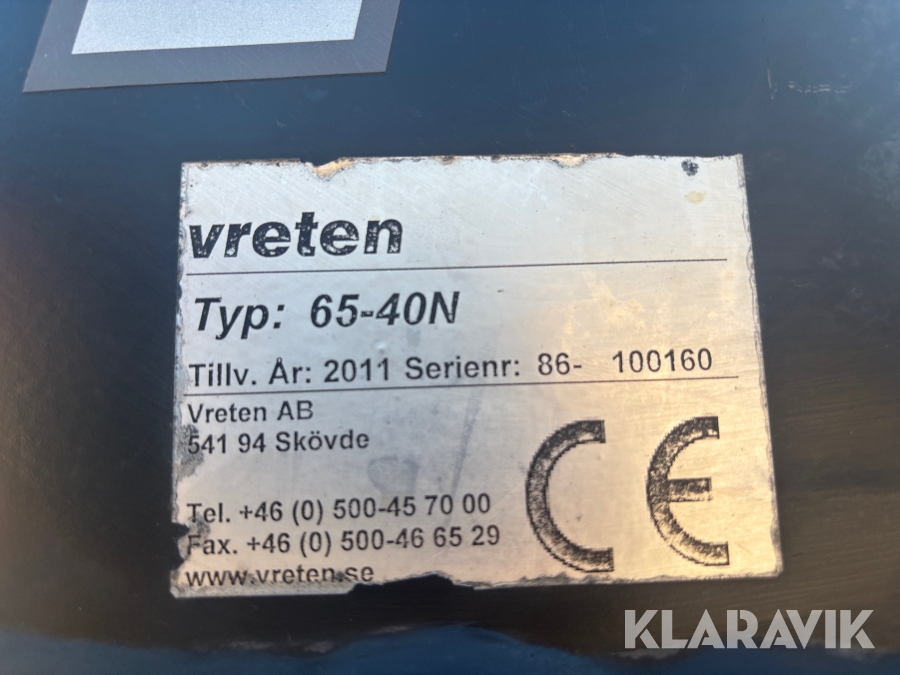 vreten
Typ: 65-40N
Tillv. År: 2011 Serienr: 86- 100160
Vreten AB
541 94 Skövde
Tel. +46 (0) 500-45 70 00
Fax. +46 (0) 500-46 65 29
www.vreten.se
CE
KLARAVIK